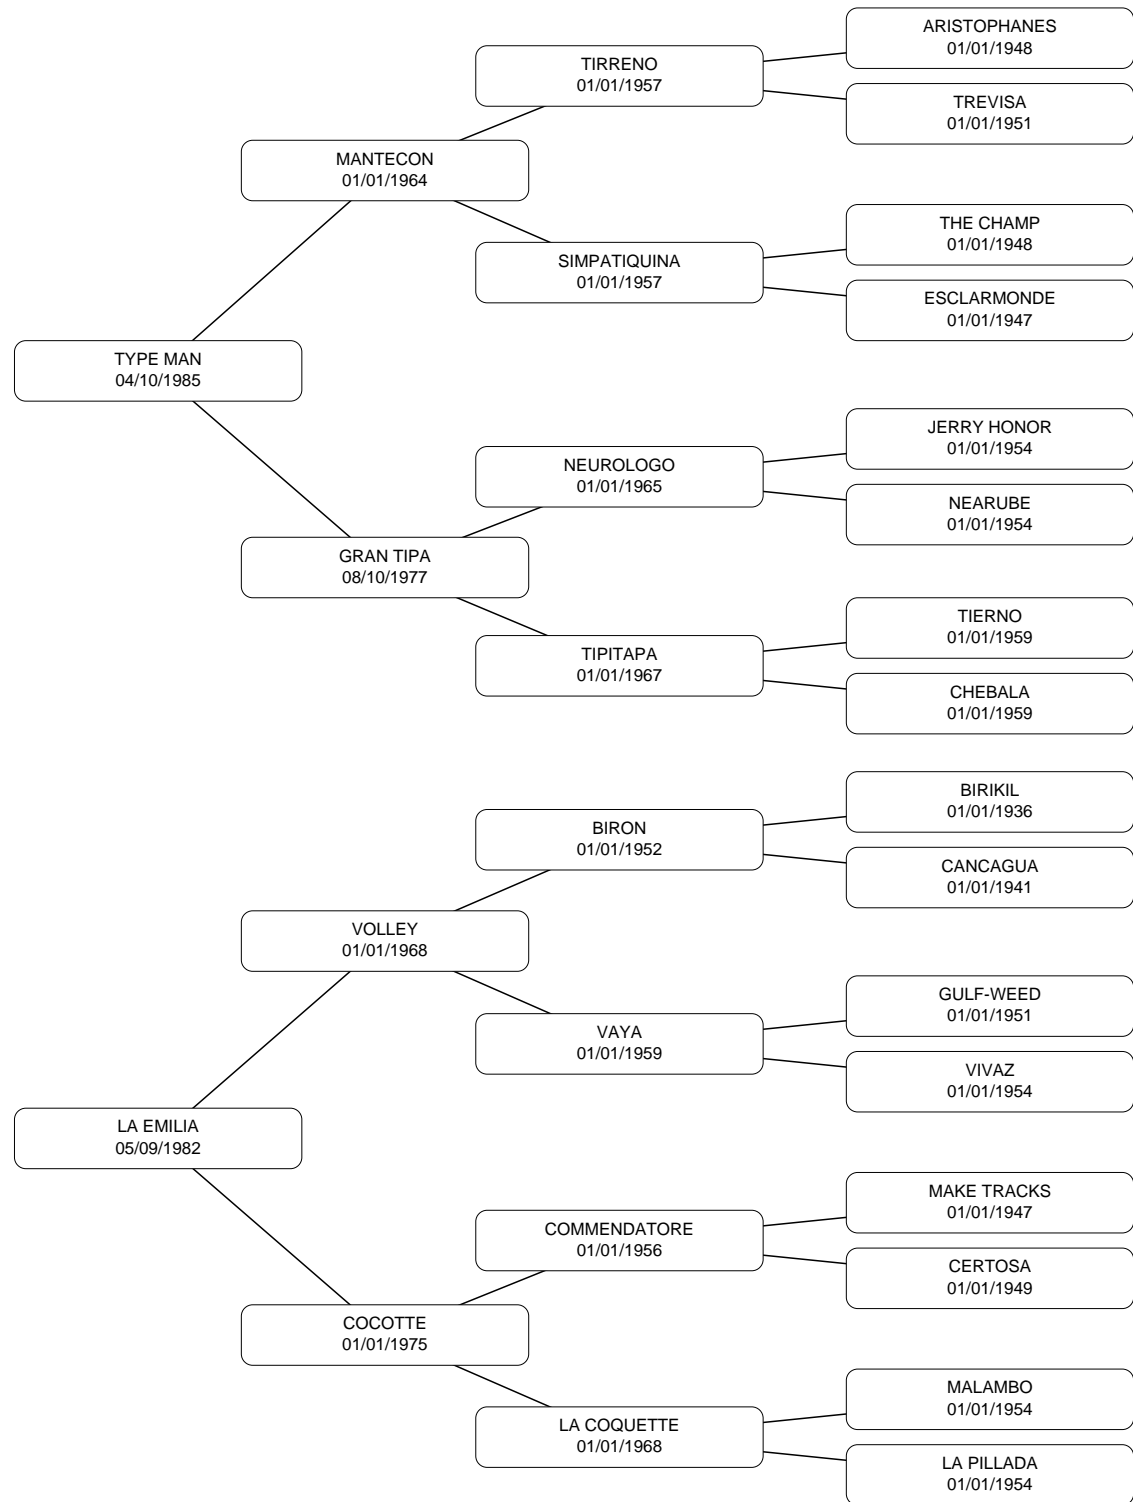 ARISTOPHANES
01/01/1948
TIRRENO
01/01/1957
TREVISA
01/01/1951
MANTECON
01/01/1964
THE CHAMP
01/01/1948
SIMPATIQUINA
01/01/1957
ESCLARMONDE
01/01/1947
TYPE MAN
04/10/1985
JERRY HONOR
01/01/1954
NEUROLOGO
01/01/1965
NEARUBE
01/01/1954
GRAN TIPA
08/10/1977
TIERNO
01/01/1959
TIPITAPA
01/01/1967
CHEBALA
01/01/1959
BIRIKIL
01/01/1936
BIRON
01/01/1952
CANCAGUA
01/01/1941
VOLLEY
01/01/1968
GULF-WEED
01/01/1951
VAYA
01/01/1959
VIVAZ
01/01/1954
LA EMILIA
05/09/1982
MAKE TRACKS
01/01/1947
COMMENDATORE
01/01/1956
CERTOSA
01/01/1949
COCOTTE
01/01/1975
MALAMBO
01/01/1954
LA COQUETTE
01/01/1968
LA PILLADA
01/01/1954